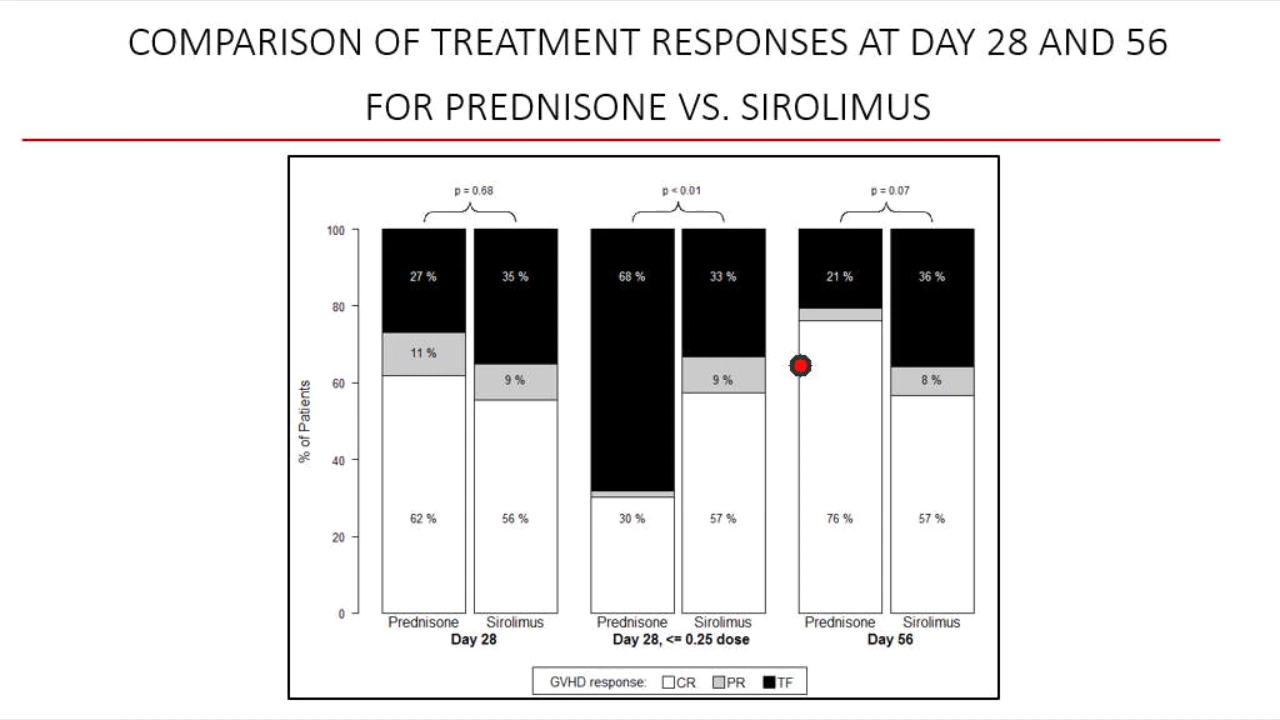 COMPARISON OF TREATMENT RESPONSES AT DAY 28 AND 56
FOR PREDNISONE VS. SIROLIMUS
p = 0.68 p < 0.01 p = 0.07
100
80
60
40
20
0
% of Patients
27 % 35 % 68 % 33 % 21 % 36 %
11 % 9 % 9 % 8 %
62 % 56 % 30 % 57 % 76 % 57 %
Prednisone Sirolimus Prednisone Sirolimus Prednisone Sirolimus
Day 28 Day 28, <= 0.25 dose Day 56
GVHD response: CR PR TF